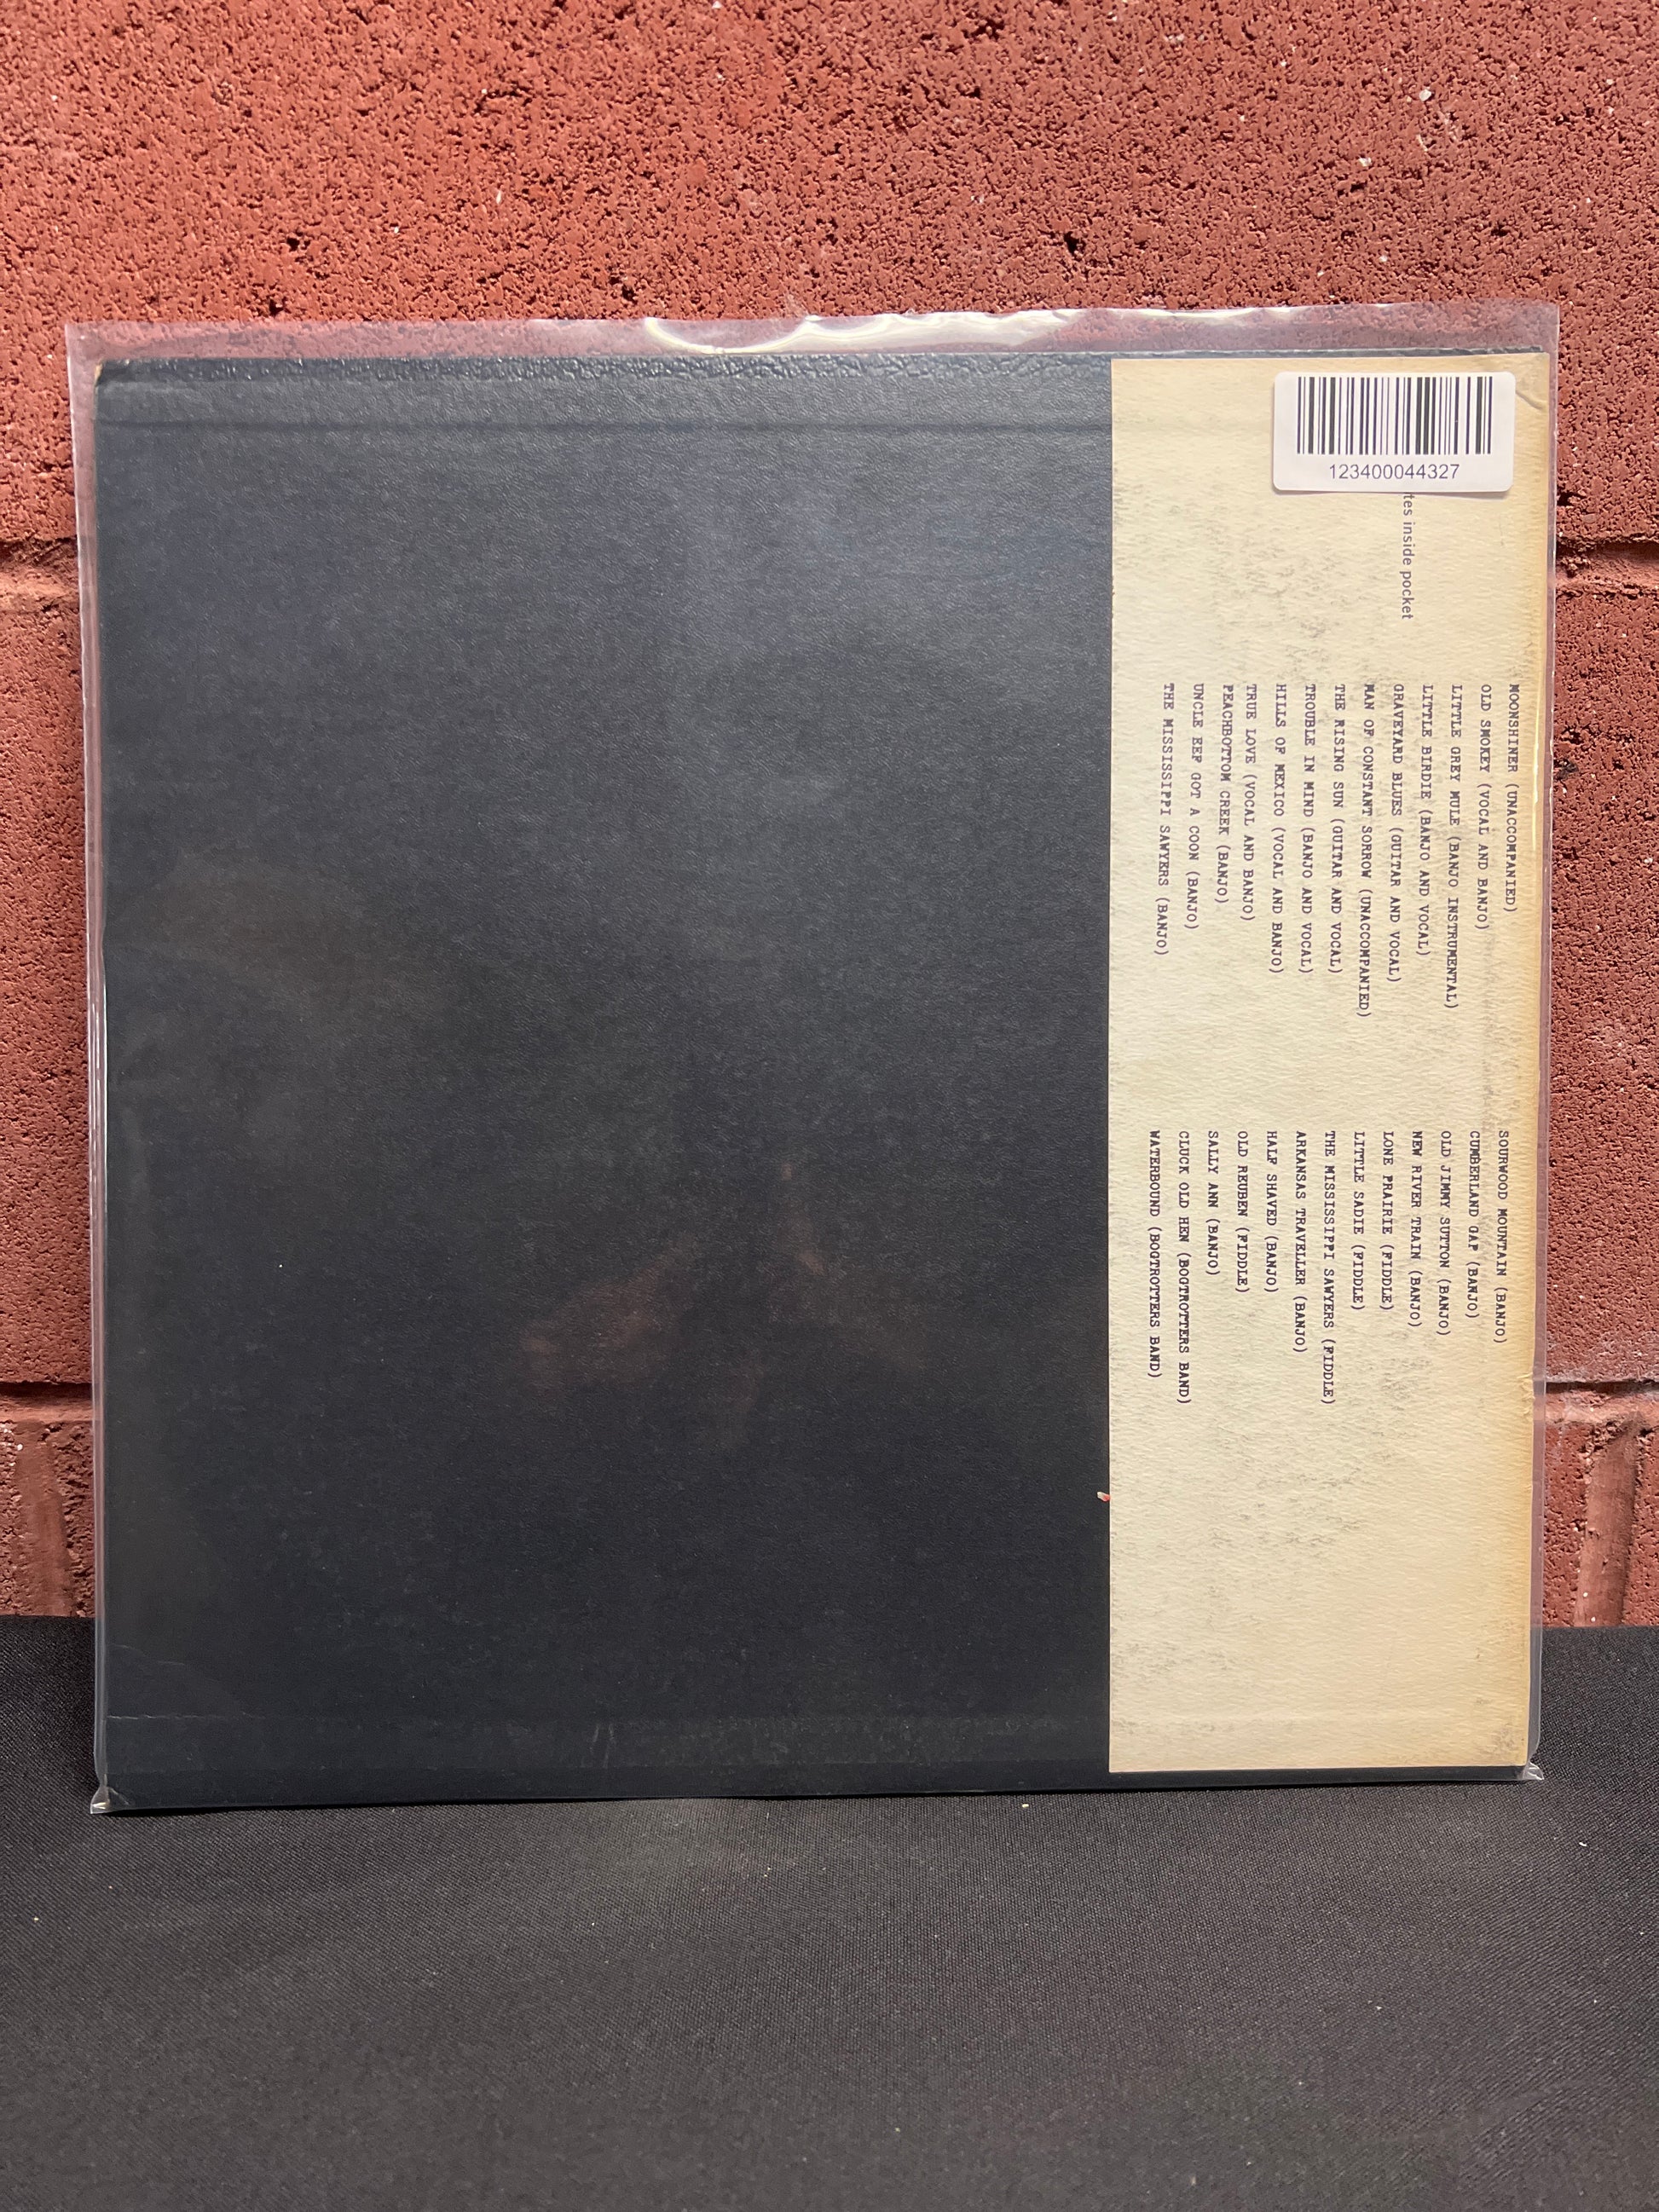 123400044327
tes inside pocket
MOONSHINER (UNACCOMPANIED)
OLD SMOKEY (VOCAL AND BANJO)
LITTLE GREY MULE (BANJO INSTRUMENTAL)
LITTLE BIRDIE (BANJO AND VOCAL)
GRAVEYARD BLUES (GUITAR AND VOCAL)
MAN OF CONSTANT SORROW (UNACCOMPANIED)
THE RISING SUN (GUITAR AND VOCAL)
TROUBLE IN MIND (BANJO AND VOCAL)
HILLS OF MEXICO (VOCAL AND BANJO)
TRUE LOVE (VOCAL AND BANJO)
PEACHBOTTOM CREEK (BANJO)
UNCLE EEF GOT A COON (BANJO)
THE MISSISSIPPI SAWYERS (BANJO)
SOURWOOD MOUNTAIN (BANJO)
CUMBERLAND GAP (BANJO)
OLD JIMMY SUTTON (BANJO)
NEW RIVER TRAIN (BANJO)
LONE PRAIRIE (FIDDLE)
LITTLE SADIE (FIDDLE)
THE MISSISSIPPI SAWYERS (FIDDLE)
ARKANSAS TRAVELLER (BANJO)
HALF SHAVED (BANJO)
OLD REUBEN (FIDDLE)
SALLY ANN (BANJO)
CLUCK OLD HEN (BOGTROTTERS BAND)
WATERBOUND (BOGTROTTERS BAND)